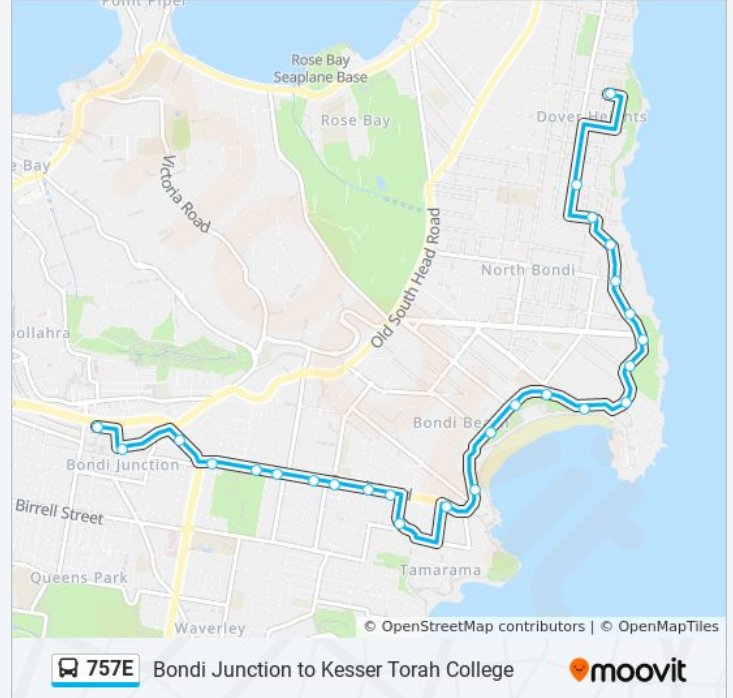 Point Piper
Rose Bay
Seaplane Base
Rose Bay
Dover Heights
e Bay
Victoria Road
Old South Head Road
North Bondi
oollahra
Bondi Beach
Bondi Junction
Birrell Street
Tamarama
Queens Park
Waverley
© OpenStreetMap contributors | © OpenMapTiles
757E Bondi Junction to Kesser Torah College
moovit